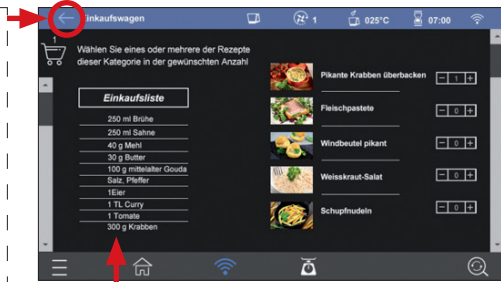 Einkaufswagen 1 025°C 07:00
1
Wählen Sie eines oder mehrere der Rezepte
dieser Kategorie in der gewünschten Anzahl
Einkaufsliste
250 ml Brühe
250 ml Sahne
40 g Mehl
30 g Butter
100 g mittelalter Gouda
Salz, Pfeffer
1Eier
1 TL Curry
1 Tomate
300 g Krabben
Pikante Krabben überbacken - 1 +
Fleischpastete - 0 +
Windbeutel pikant - 0 +
Weisskraut-Salat - 0 +
Schupfnudeln - 0 +